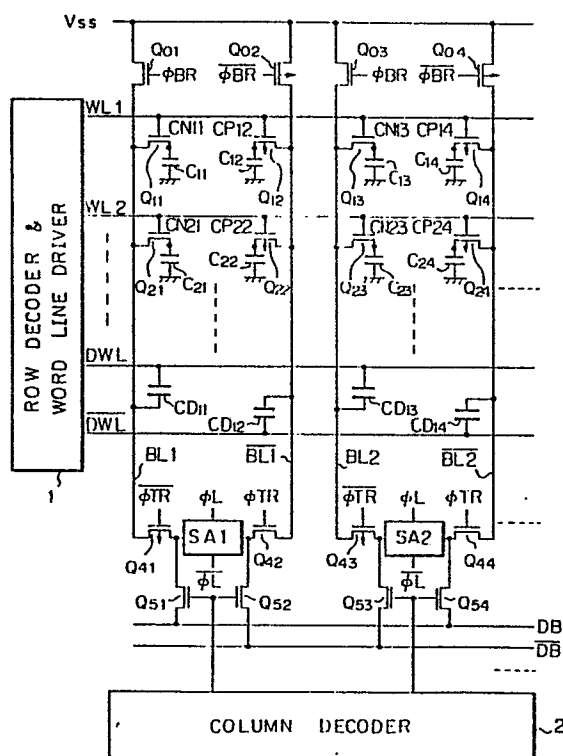 Vss
Q01 Q02 Q03 Q04
φBR φBR φBR φBR
WL1
CN11 CP12 CN13 CP14
C11 C12 C13 C14
Q11 Q12 Q13 Q14
WL2
CN21 CP22 CN23 CP24
C21 C22 C23 C24
Q21 Q22 Q23 Q24
ROW DECODER &
WORD LINE DRIVER
1
DWL
CD11 CD13
CD12 CD14
DWL
BL1 BL1 BL2 BL2
φTR φL φTR φTR φL φTR
SA1 SA2
Q41 Q42 Q43 Q44
φL φL
Q51 Q52 Q53 Q54
DB
DB
COLUMN DECODER
2